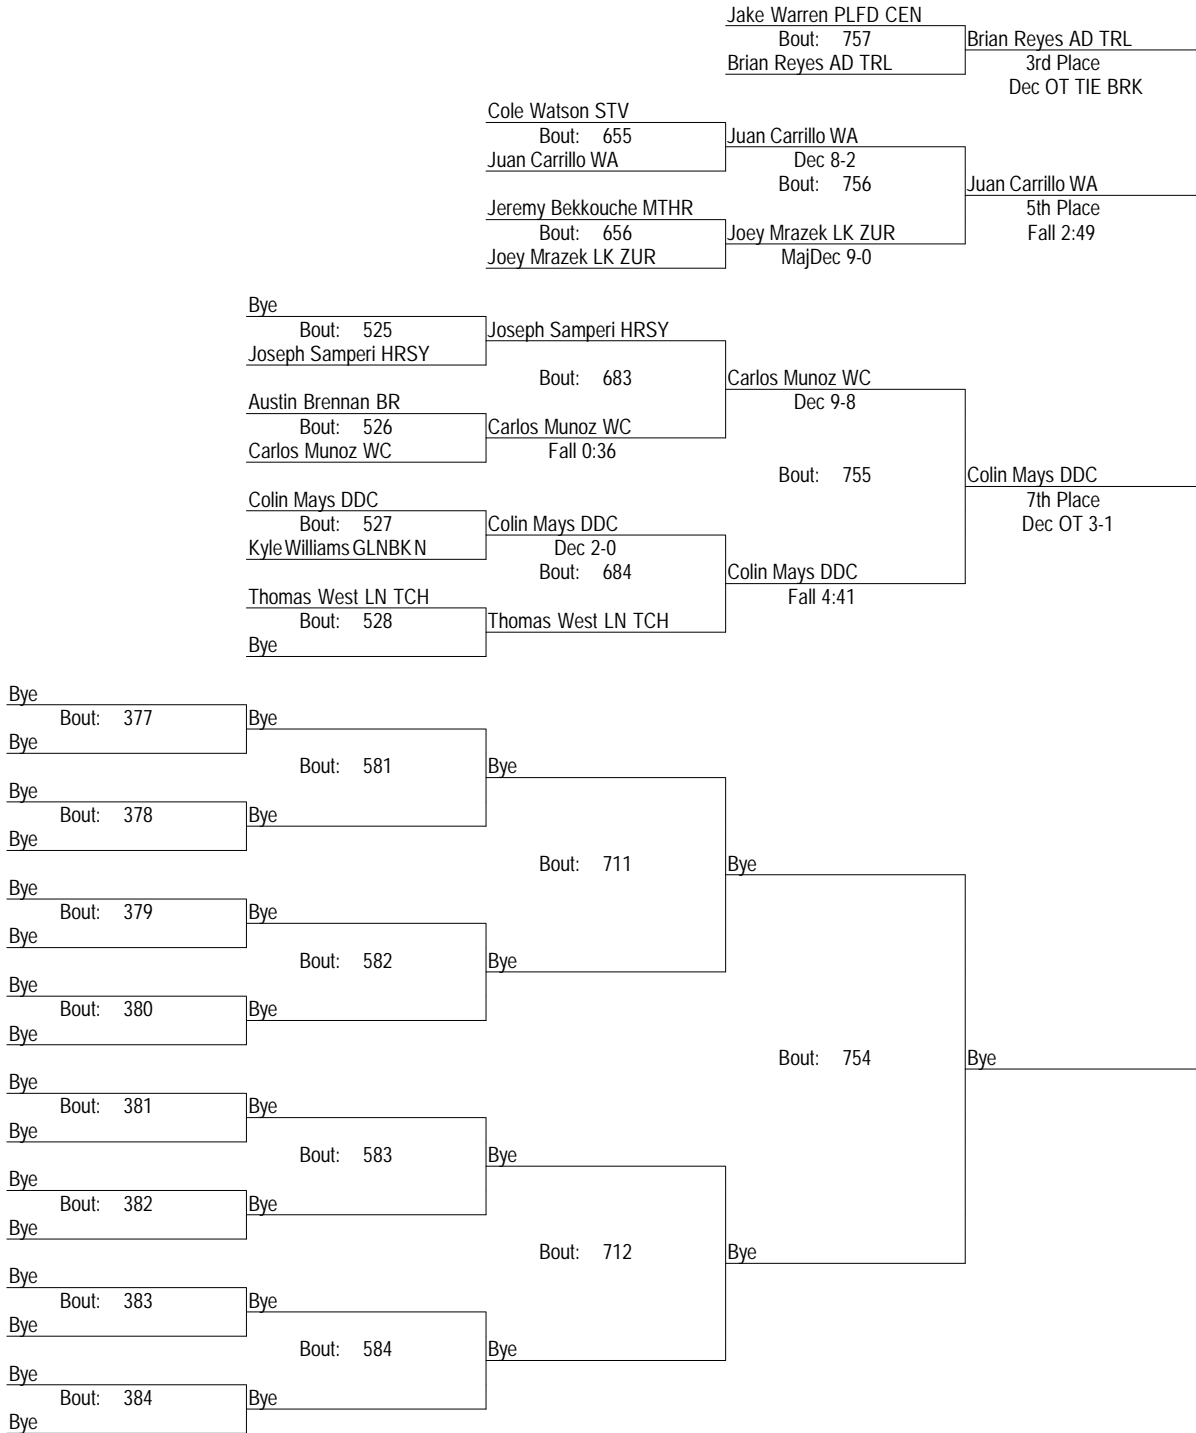 Jake Warren PLFD CEN
Bout: 757
Brian Reyes AD TRL
Brian Reyes AD TRL
3rd Place
Dec OT TIE BRK
Cole Watson STV
Bout: 655
Juan Carrillo WA
Juan Carrillo WA
Dec 8-2
Bout: 756
Juan Carrillo WA
5th Place
Fall 2:49
Jeremy Bekkouche MTHR
Bout: 656
Joey Mrazek LK ZUR
Joey Mrazek LK ZUR
MajDec 9-0
Bye
Bout: 525
Joseph Samperi HRSY
Joseph Samperi HRSY
Bout: 683
Carlos Munoz WC
Dec 9-8
Austin Brennan BR
Bout: 526
Carlos Munoz WC
Carlos Munoz WC
Fall 0:36
Bout: 755
Colin Mays DDC
7th Place
Dec OT 3-1
Colin Mays DDC
Bout: 527
Kyle Williams GLNBK N
Colin Mays DDC
Dec 2-0
Bout: 684
Colin Mays DDC
Fall 4:41
Thomas West LN TCH
Bout: 528
Bye
Thomas West LN TCH
Bye
Bout: 377
Bye
Bye
Bout: 581
Bye
Bye
Bout: 378
Bye
Bye
Bout: 711
Bye
Bye
Bout: 379
Bye
Bye
Bout: 582
Bye
Bye
Bout: 380
Bye
Bye
Bout: 754
Bye
Bye
Bout: 381
Bye
Bye
Bout: 583
Bye
Bye
Bout: 382
Bye
Bye
Bout: 712
Bye
Bye
Bout: 383
Bye
Bye
Bout: 584
Bye
Bye
Bout: 384
Bye
Bye